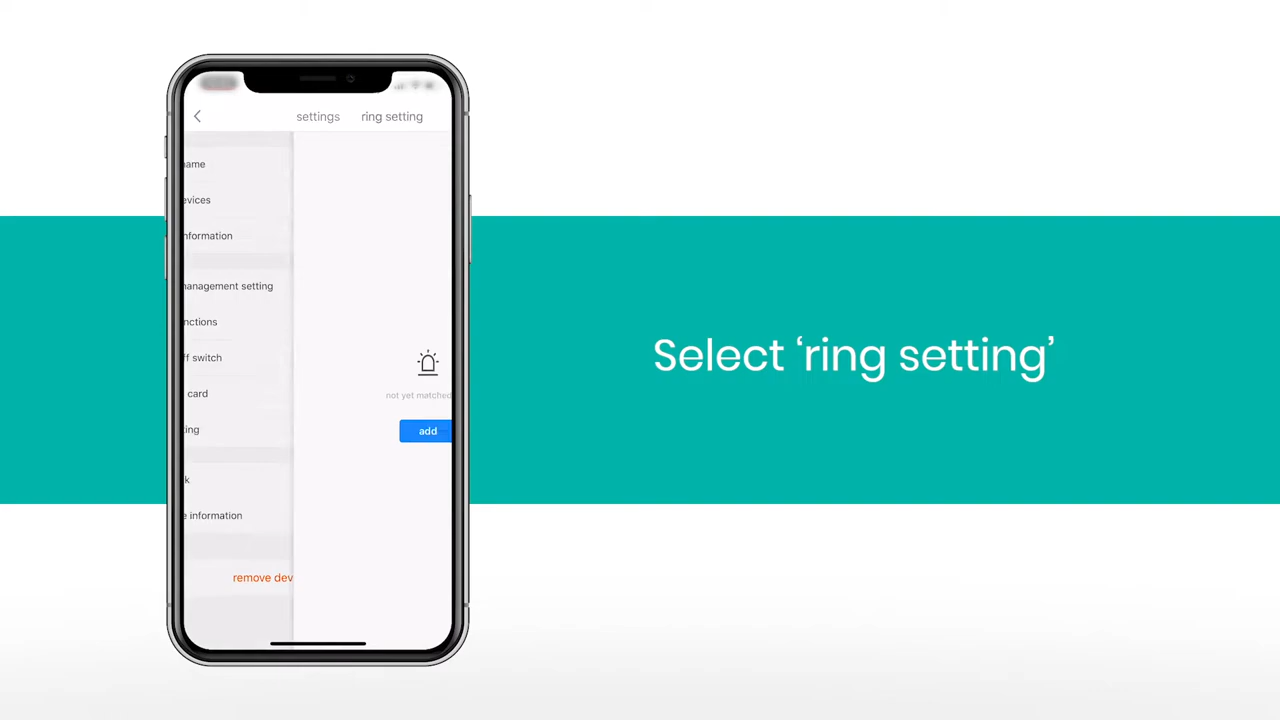 settings ring setting
name
evices
nformation
nanagement setting
nctions
ff switch
card
ting
k
e information
remove dev
not yet matched
add
Select ‘ring setting’